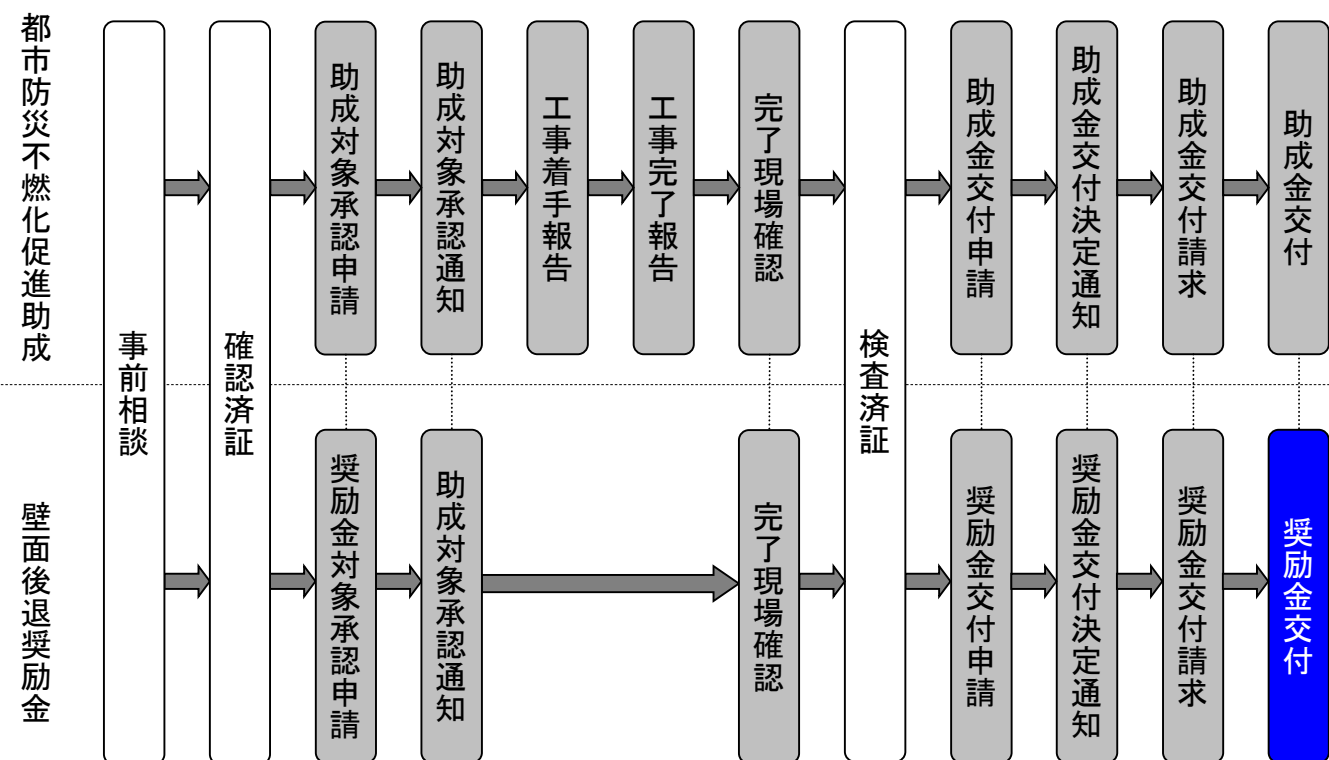 都市防災不燃化促進助成
事前相談
確認済証
助成対象承認申請
助成対象承認通知
工事着手報告
工事完了報告
完了現場確認
検査済証
助成金交付申請
助成金交付決定通知
助成金交付請求
助成金交付
壁面後退奨励金
奨励金対象承認申請
助成対象承認通知
完了現場確認
奨励金交付申請
奨励金交付決定通知
奨励金交付請求
奨励金交付